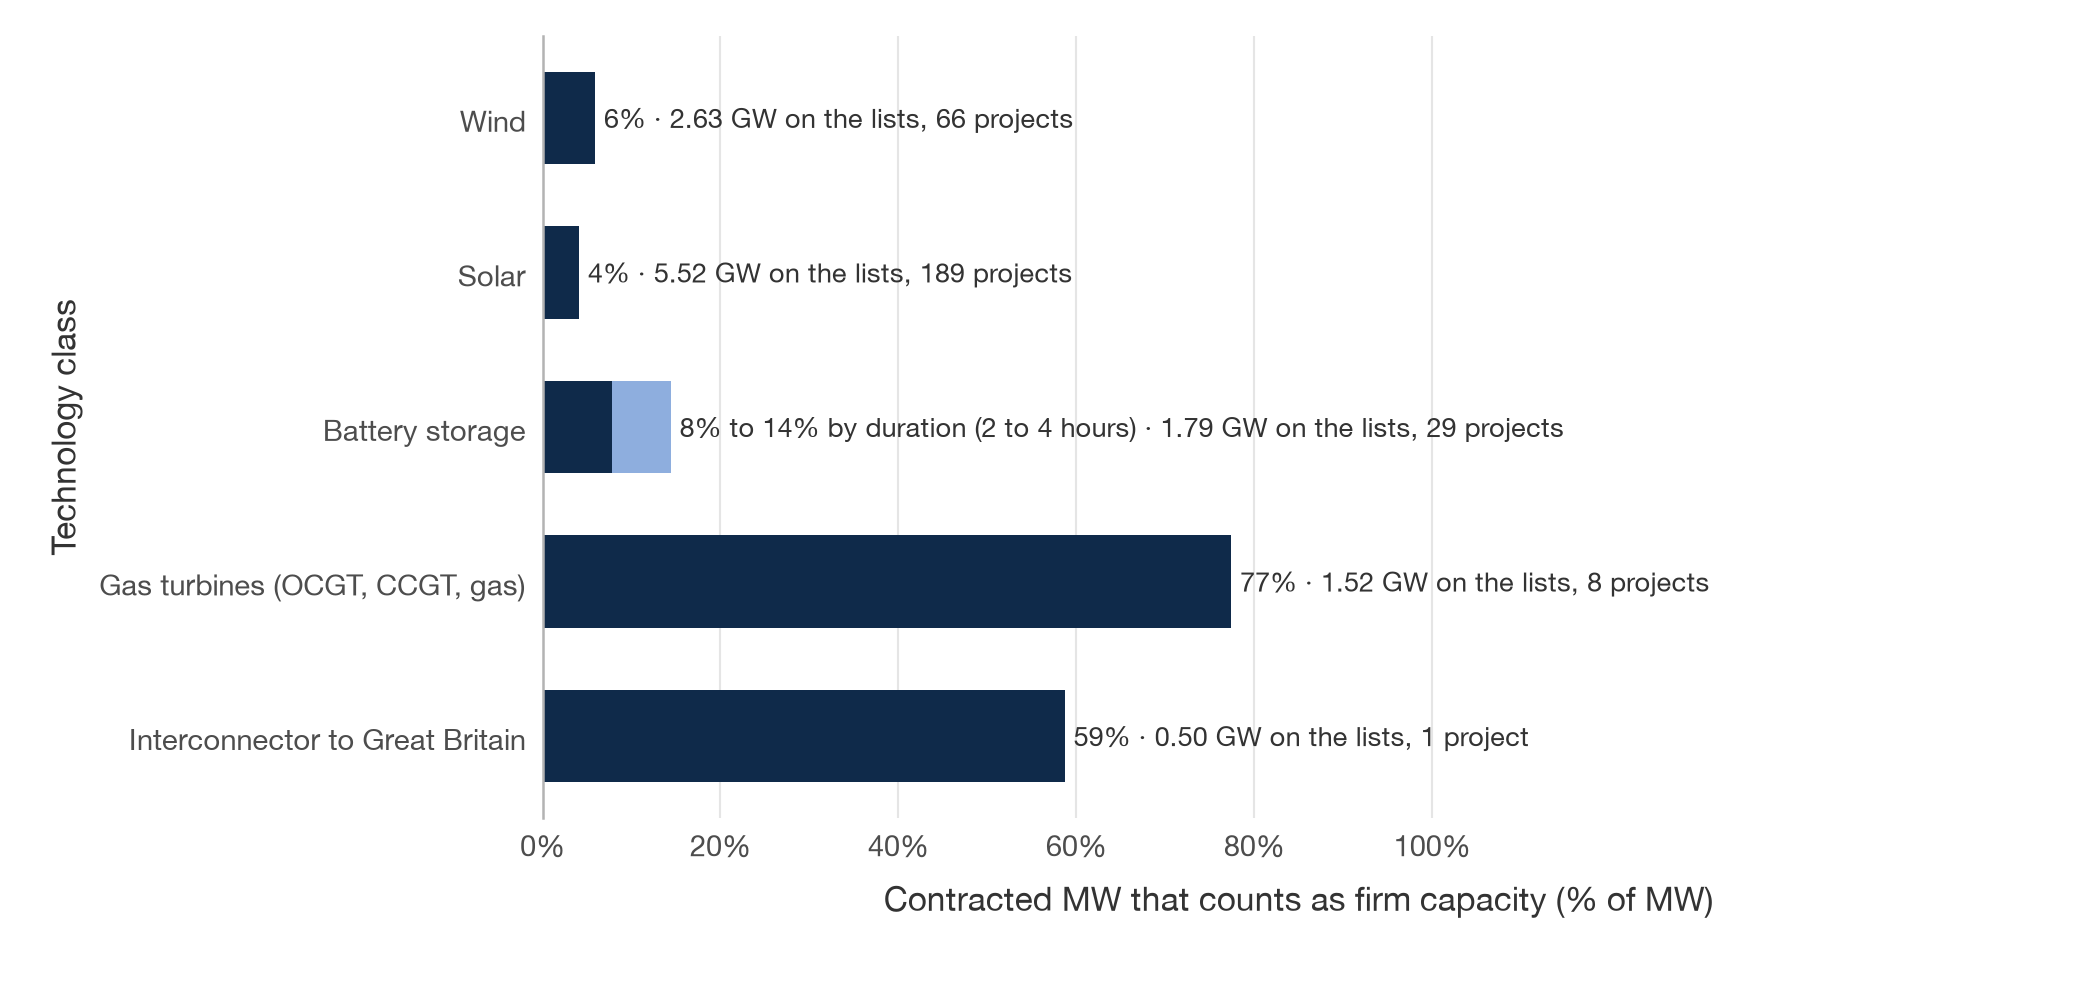 Technology class
Wind
6% · 2.63 GW on the lists, 66 projects
Solar
4% · 5.52 GW on the lists, 189 projects
Battery storage
8% to 14% by duration (2 to 4 hours) · 1.79 GW on the lists, 29 projects
Gas turbines (OCGT, CCGT, gas)
77% · 1.52 GW on the lists, 8 projects
Interconnector to Great Britain
59% · 0.50 GW on the lists, 1 project
0% 20% 40% 60% 80% 100%
Contracted MW that counts as firm capacity (% of MW)